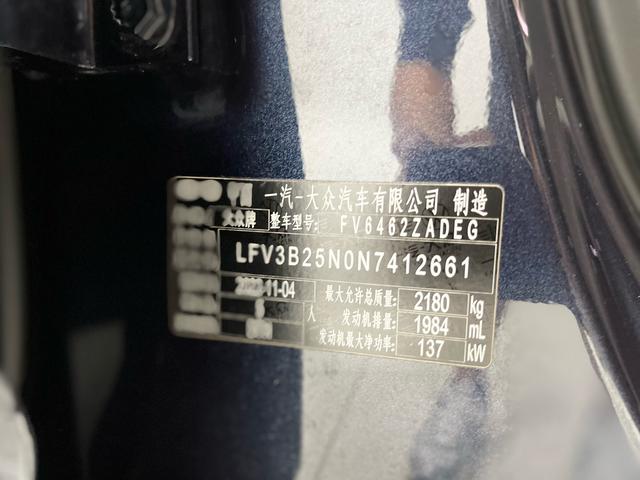 一汽-大众汽车有限公司 制造
大众牌 整车型号: FV6462ZADEG
LFV3B25N0N7412661
11-04 最大允许总质量: 2180 kg
人 发动机排量: 1984 mL
发动机最大净功率: 137 kW